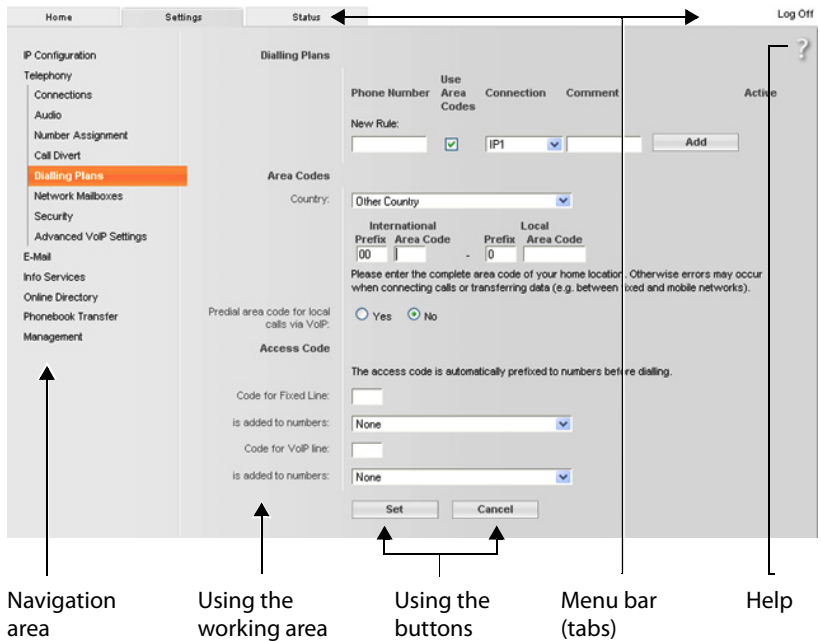 Home Settings Status Log Off
IP Configuration
Telephony
Connections
Audio
Number Assignment
Call Divert
Dialling Plans
Network Mailboxes
Security
Advanced VoIP Settings
E-Mail
Info Services
Online Directory
Phonebook Transfer
Management
?
Dialling Plans
Phone Number Use Area Codes Connection Comment Active
New Rule:
IP1 Add
Area Codes
Country: Other Country
International Local
Prefix Area Code Prefix Area Code
00 - 0
Please enter the complete area code of your home location. Otherwise errors may occur
when connecting calls or transferring data (e.g. between fixed and mobile networks).
Predial area code for local
calls via VoIP:
Yes No
Access Code
The access code is automatically prefixed to numbers before dialling.
Code for Fixed Line:
is added to numbers: None
Code for VoIP line:
is added to numbers: None
Set Cancel
Navigation
area
Using the
working area
Using the
buttons
Menu bar
(tabs)
Help